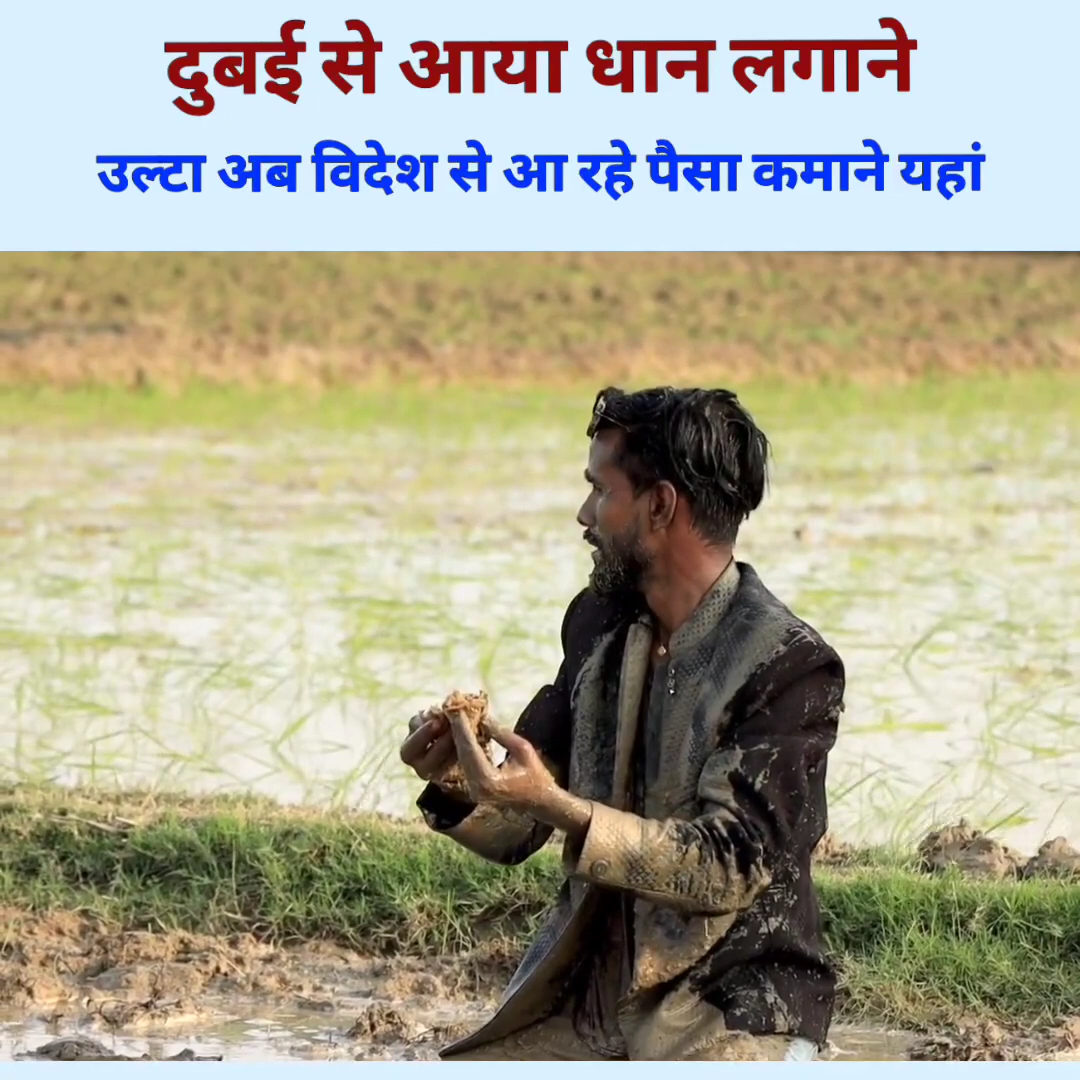 दुबई से आया धान लगाने
उल्टा अब विदेश से आ रहे पैसा कमाने यहां